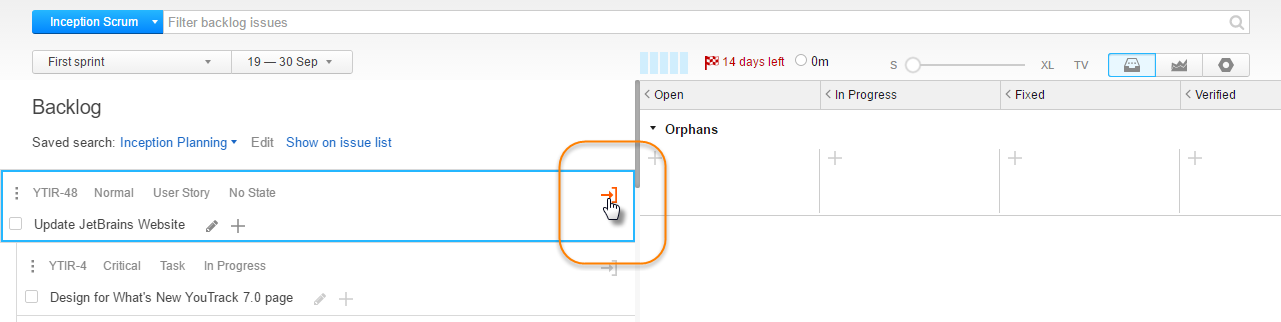 Inception Scrum Filter backlog issues
First sprint 19 — 30 Sep 14 days left 0m S XL TV
Backlog
Saved search: Inception Planning Edit Show on issue list
YTIR-48 Normal User Story No State
Update JetBrains Website
YTIR-4 Critical Task In Progress
Design for What's New YouTrack 7.0 page
Open In Progress Fixed Verified
Orphans